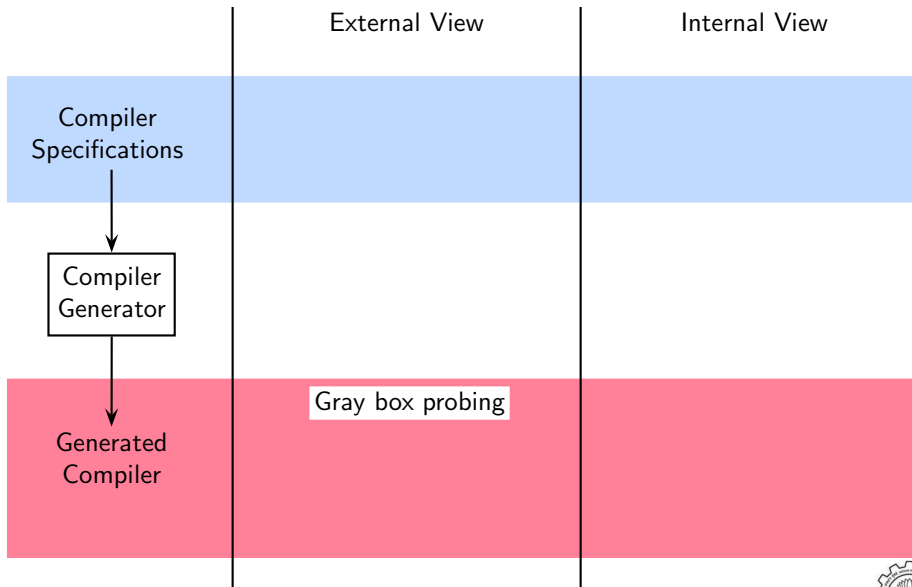 External View
Internal View
Compiler
Specifications
Compiler
Generator
Gray box probing
Generated
Compiler